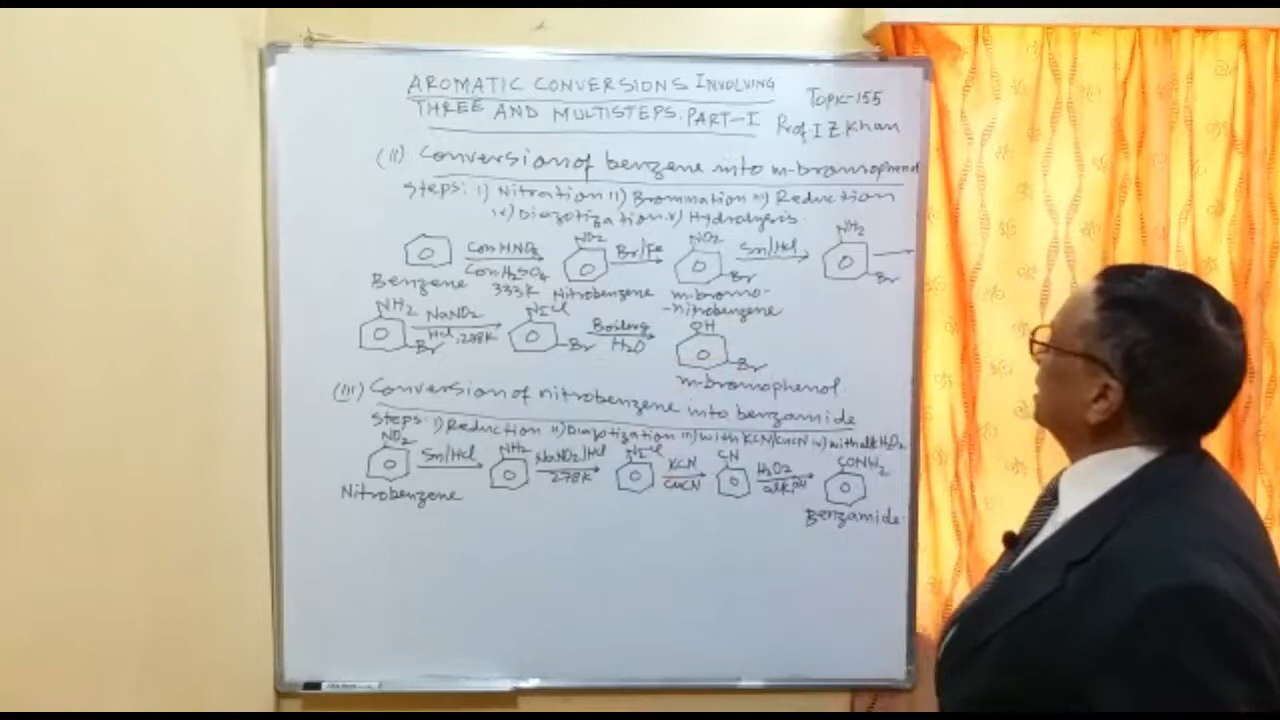 AROMATIC CONVERSIONS INVOLVING
THREE AND MULTISTEPS. PART-I
TOPIC-155
Prof. I Z Khan
(II) Conversion of benzene into m-bromophenol
Steps: I) Nitration II) Bromination III) Reduction
IV) Diazotization V) Hydrolysis.
Con HNO3
Con H2SO4
333K
NO2
Br/Fe
NO2
Br
Sn/HCl
NH2
Br
Benzene
Nitrobenzene
m-bromo-
-nitrobenzene
NH2
Br
NaNO2
HCl, 278K
Br
Boiling
H2O
OH
Br
m-bromophenol
(III) Conversion of nitrobenzene into benzamide
Steps: I) Reduction II) Diazotization III) with KCN/CuCN IV) with alk H2O2
NO2
Sn/HCl
NH2
NaNO2/HCl
278K
KCN
CuCN
CN
H2O2
CONH2
Nitrobenzene
Benzamide.